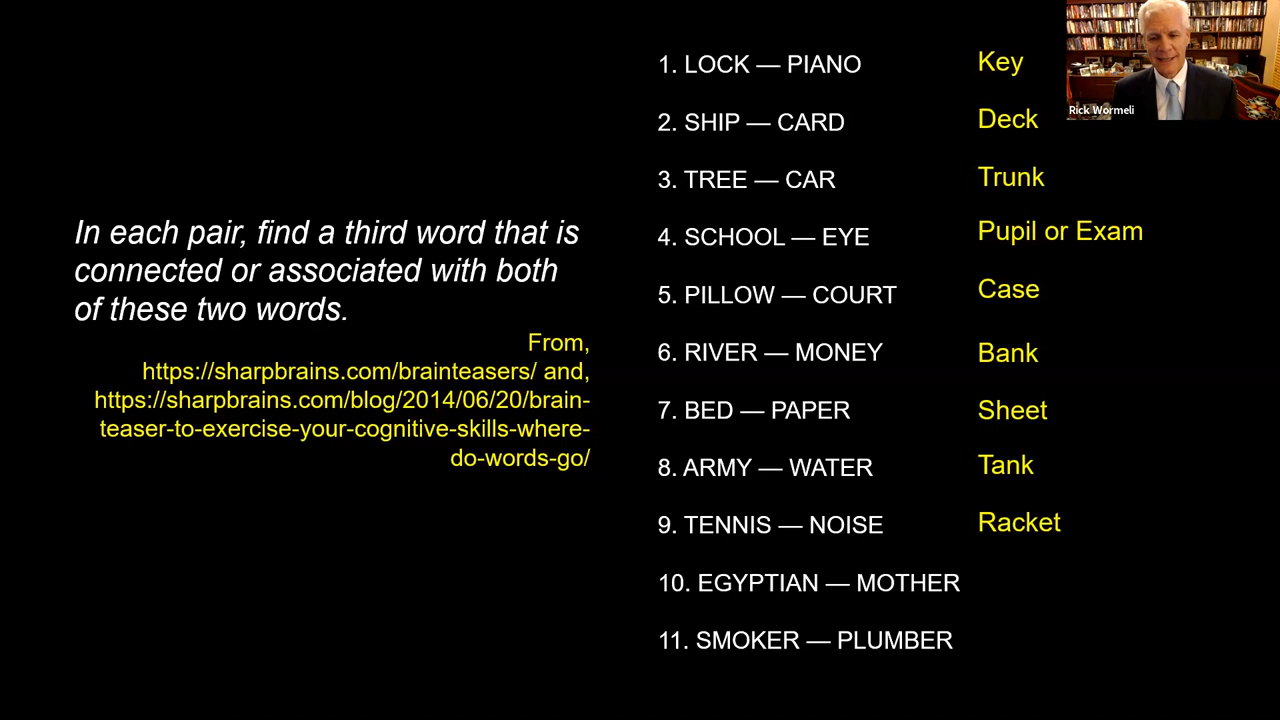 In each pair, find a third word that is
connected or associated with both
of these two words.
From,
https://sharpbrains.com/brainteasers/ and,
https://sharpbrains.com/blog/2014/06/20/brain-
teaser-to-exercise-your-cognitive-skills-where-
do-words-go/
1. LOCK — PIANO Key
2. SHIP — CARD Deck
3. TREE — CAR Trunk
4. SCHOOL — EYE Pupil or Exam
5. PILLOW — COURT Case
6. RIVER — MONEY Bank
7. BED — PAPER Sheet
8. ARMY — WATER Tank
9. TENNIS — NOISE Racket
10. EGYPTIAN — MOTHER
11. SMOKER — PLUMBER
Rick Wormeli